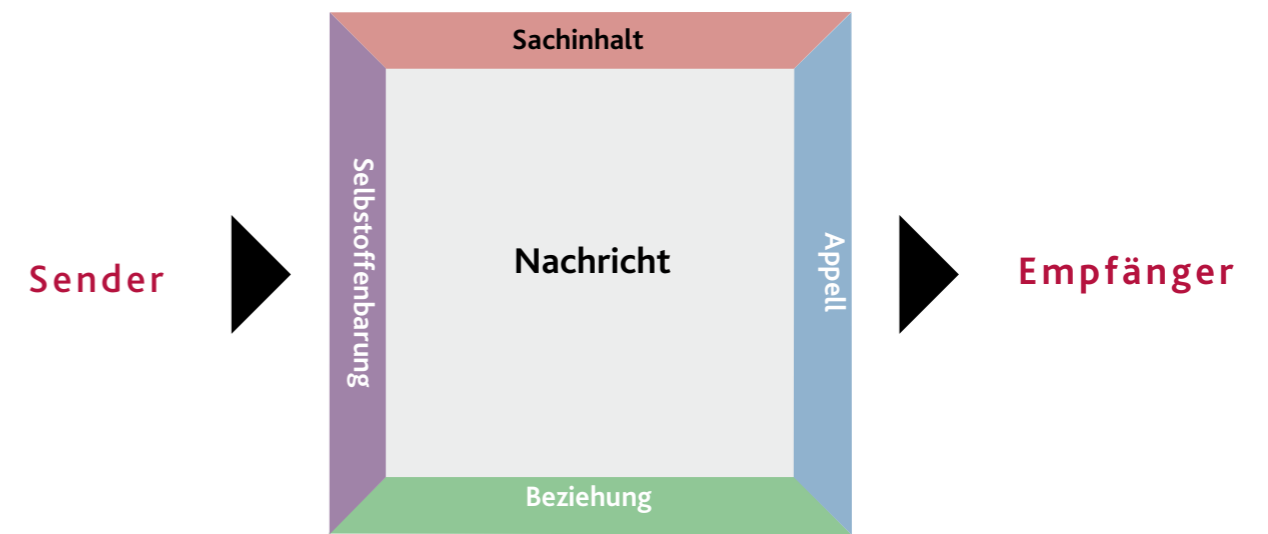 Sachinhalt
Selbstoffenbarung
Nachricht
Appell
Sender
Empfänger
Beziehung